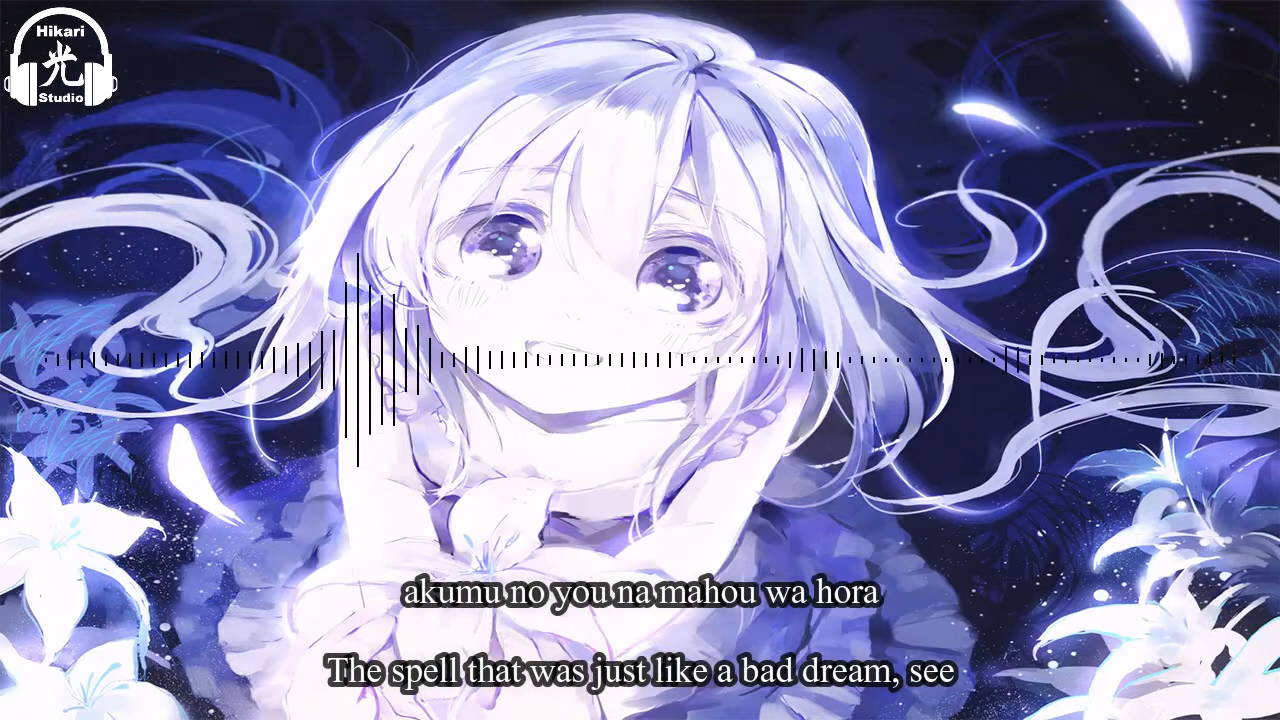 Hikari
光
Studio
akumu no you na mahou wa hora
The spell that was just like a bad dream, see